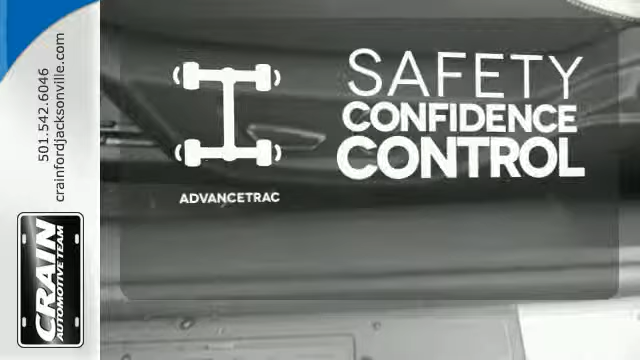 501.542.6046
crainfordjacksonville.com
CRAIN
AUTOMOTIVE TEAM
SAFETY
CONFIDENCE
CONTROL
ADVANCETRAC